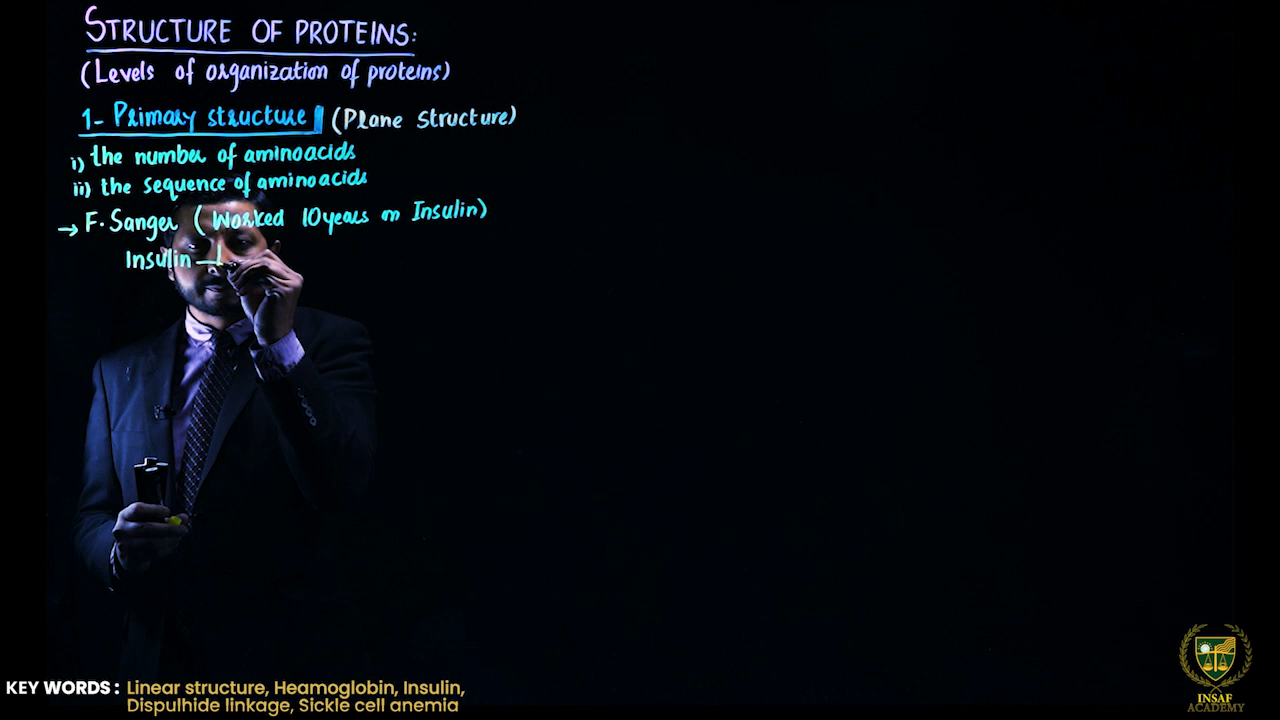 STRUCTURE OF PROTEINS:
(Levels of organization of proteins)
1- Primary structure (Plane Structure)
i) the number of aminoacids
ii) the sequence of aminoacids
→ F. Sanger (Worked 10 years on Insulin)
Insulin
KEY WORDS : Linear structure, Heamoglobin, Insulin,
Dispulhide linkage, Sickle cell anemia
INSAF
ACADEMY